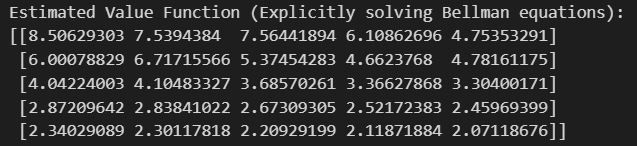 Estimated Value Function (Explicitly solving Bellman equations):
[[8.50629303 7.5394384  7.56441894 6.10862696 4.75353291]
 [6.00078829 6.71715566 5.37454283 4.6623768  4.78161175]
 [4.04224003 4.10483327 3.68570261 3.36627868 3.30400171]
 [2.87209642 2.83841022 2.67309305 2.52172383 2.45969399]
 [2.34029089 2.30117818 2.20929199 2.11871884 2.07118676]]